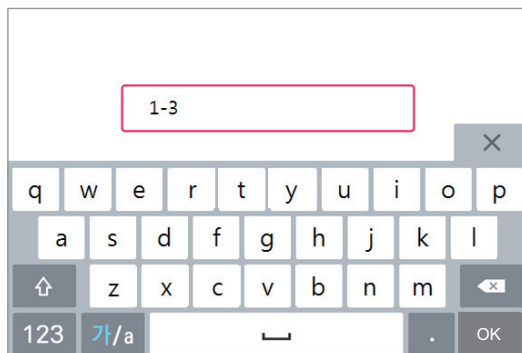 1-3
q w e r t y u i o p
a s d f g h j k l
z x c v b n m
123 가/a . OK